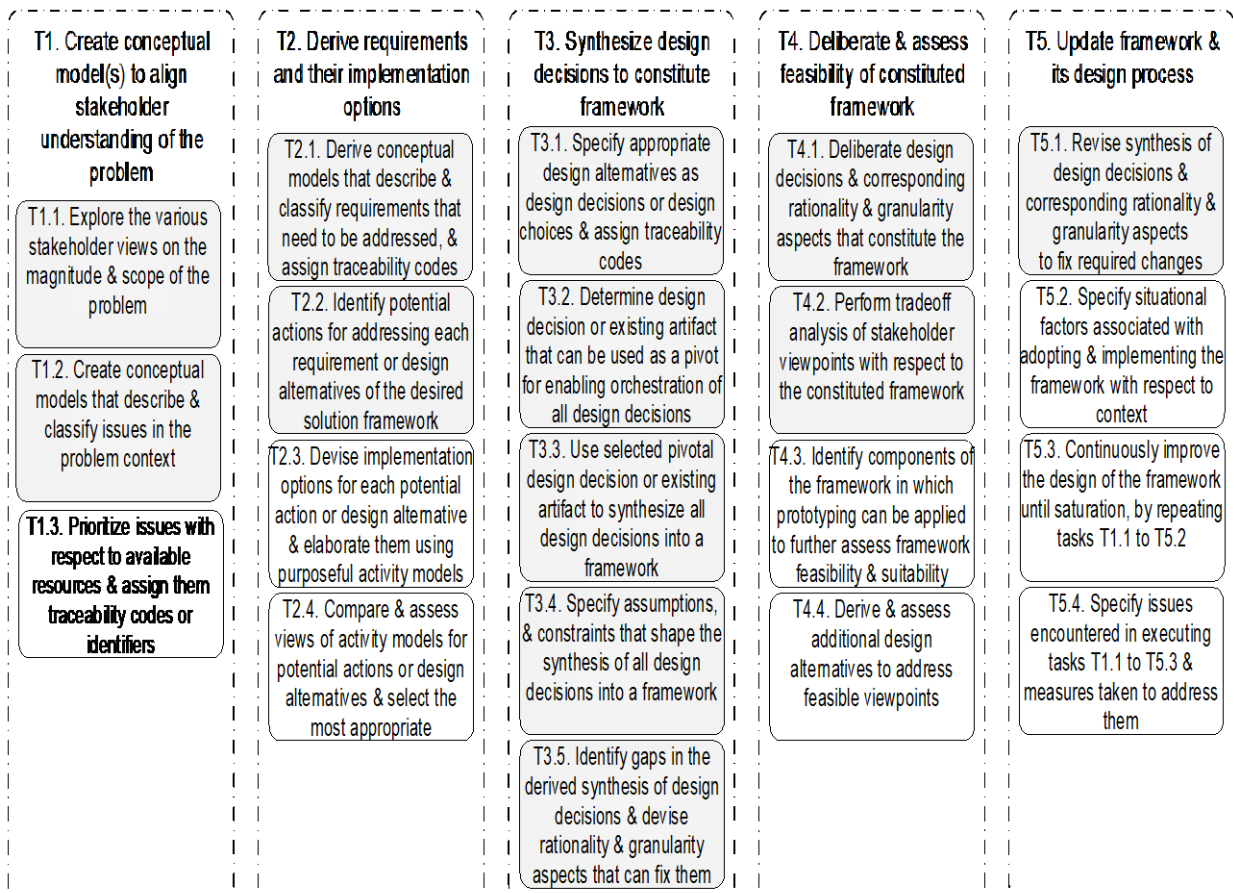 T1. Create conceptual
model(s) to align
stakeholder
understanding of the
problem
T1.1. Explore the various
stakeholder views on the
magnitude & scope of the
problem
T1.2. Create conceptual
models that describe &
classify issues in the
problem context
T1.3. Prioritize issues with
respect to available
resources & assign them
traceability codes or
identifiers
T2. Derive requirements
and their implementation
options
T2.1. Derive conceptual
models that describe &
classify requirements that
need to be addressed, &
assign traceability codes
T2.2. Identify potential
actions for addressing each
requirement or design
alternatives of the desired
solution framework
T2.3. Devise implementation
options for each potential
action or design alternative
& elaborate them using
purposeful activity models
T2.4. Compare & assess
views of activity models for
potential actions or design
alternatives & select the
most appropriate
T3. Synthesize design
decisions to constitute
framework
T3.1. Specify appropriate
design alternatives as
design decisions or design
choices & assign traceability
codes
T3.2. Determine design
decision or existing artifact
that can be used as a pivot
for enabling orchestration of
all design decisions
T3.3. Use selected pivotal
design decision or existing
artifact to synthesize all
design decisions into a
framework
T3.4. Specify assumptions,
& constraints that shape the
synthesis of all design
decisions into a framework
T3.5. Identify gaps in the
derived synthesis of design
decisions & devise
rationality & granularity
aspects that can fix them
T4. Deliberate & assess
feasibility of constituted
framework
T4.1. Deliberate design
decisions & corresponding
rationality & granularity
aspects that constitute the
framework
T4.2. Perform tradeoff
analysis of stakeholder
viewpoints with respect to
the constituted framework
T4.3. Identify components of
the framework in which
prototyping can be applied
to further assess framework
feasibility & suitability
T4.4. Derive & assess
additional design
alternatives to address
feasible viewpoints
T5. Update framework &
its design process
T5.1. Revise synthesis of
design decisions &
corresponding rationality &
granularity aspects
to fix required changes
T5.2. Specify situational
factors associated with
adopting & implementing the
framework with respect to
context
T5.3. Continuously improve
the design of the framework
until saturation, by repeating
tasks T1.1 to T5.2
T5.4. Specify issues
encountered in executing
tasks T1.1 to T5.3 &
measures taken to address
them